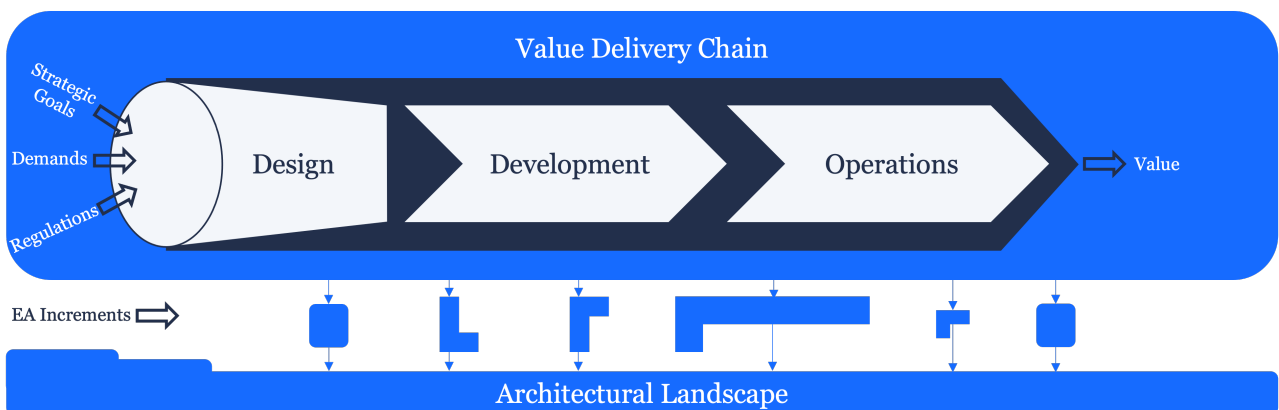 Value Delivery Chain
Strategic
Goals
Demands
Regulations
Design
Development
Operations
Value
EA Increments
Architectural Landscape